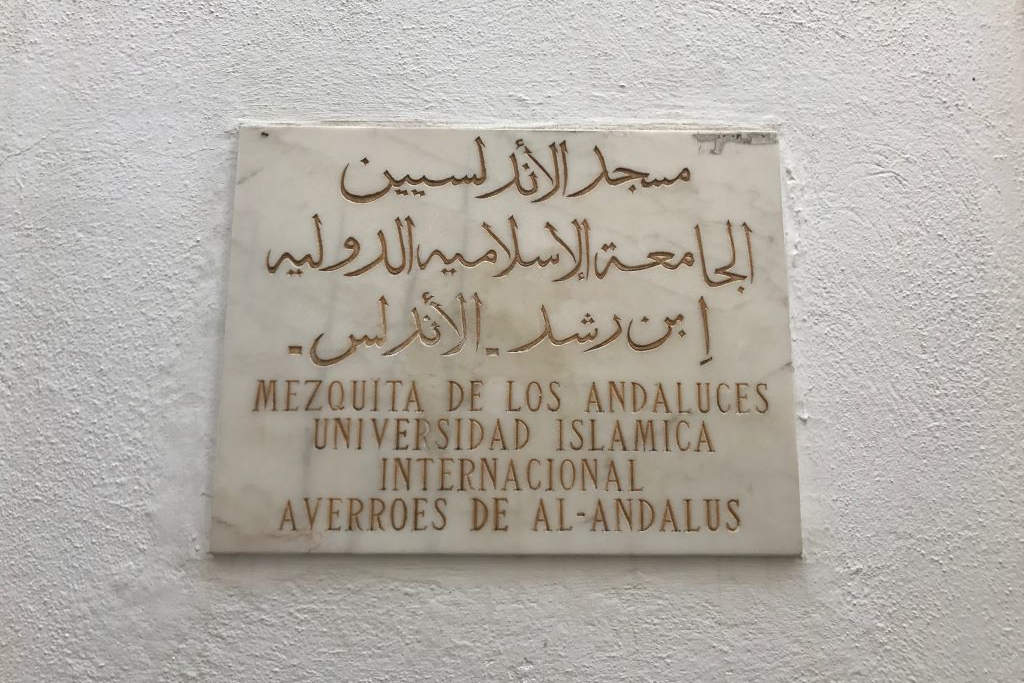 مسجد الأندلسيين
الجامعة الإسلاميه الدوليه
إبن رشد . الأندلس .
MEZQUITA DE LOS ANDALUCES
UNIVERSIDAD ISLAMICA
INTERNACIONAL
AVERROES DE AL-ANDALUS